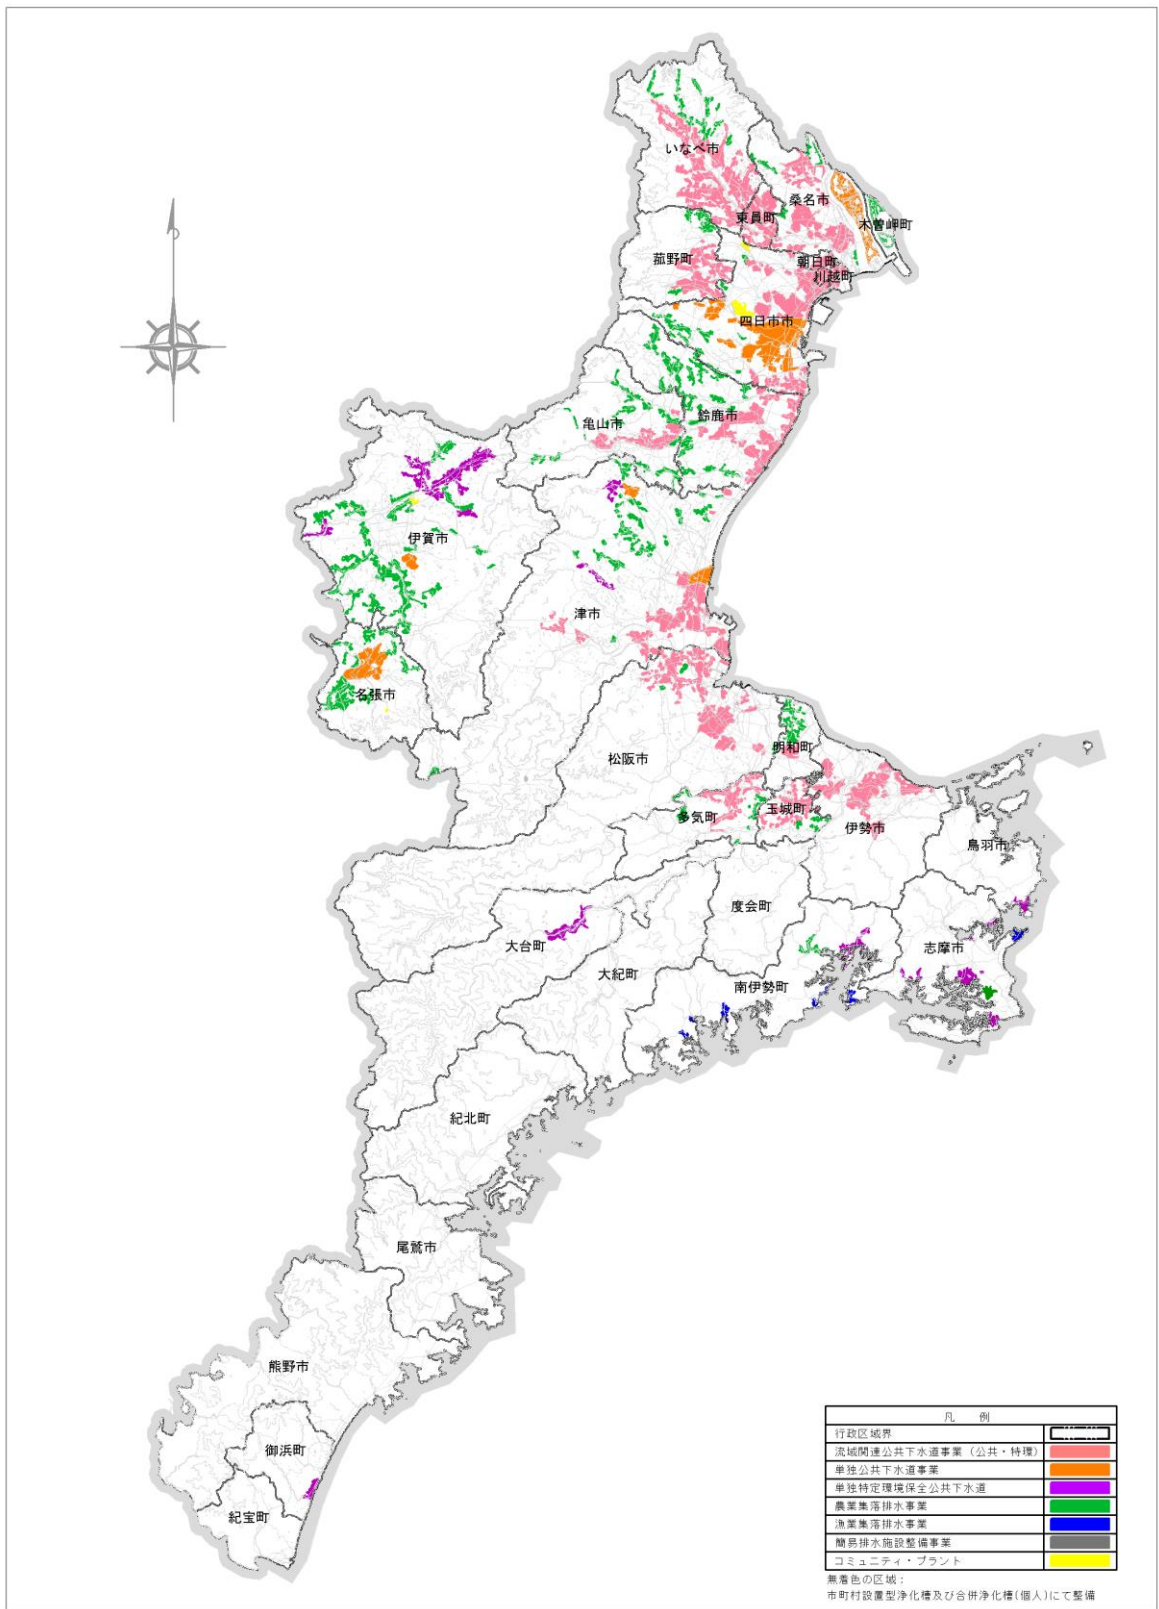 いなべ市
桑名市
東員町
木曽岬町
菰野町
朝日町
川越町
四日市市
鈴鹿市
亀山市
伊賀市
津市
名張市
松阪市
明和町
多気町
玉城町
伊勢市
鳥羽市
度会町
大台町
志摩市
大紀町
南伊勢町
紀北町
尾鷲市
熊野市
御浜町
紀宝町
凡 例
行政区域界
流域関連公共下水道事業(公共・特環)
単独公共下水道事業
単独特定環境保全公共下水道
農業集落排水事業
漁業集落排水事業
簡易排水施設整備事業
コミュニティ・プラント
無着色の区域:
市町村設置型浄化槽及び合併浄化槽(個人)にて整備